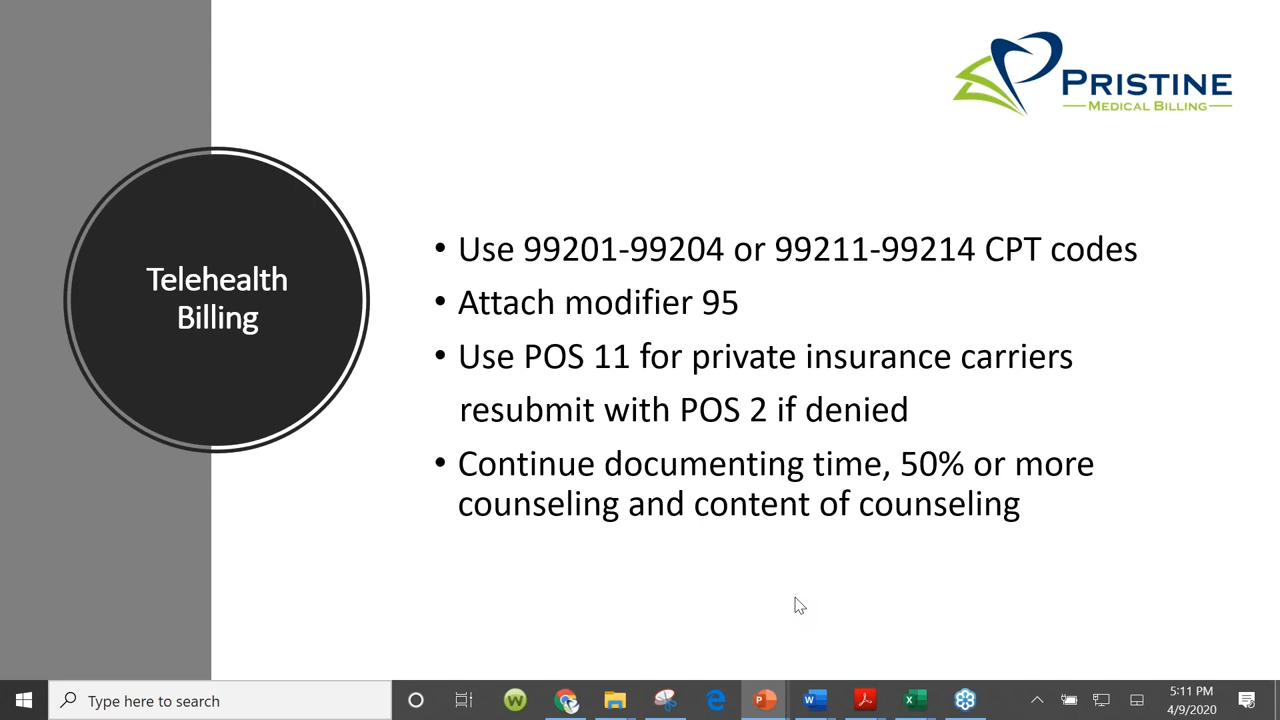 PRISTINE
MEDICAL BILLING
Telehealth
Billing
• Use 99201-99204 or 99211-99214 CPT codes
• Attach modifier 95
• Use POS 11 for private insurance carriers
resubmit with POS 2 if denied
• Continue documenting time, 50% or more
counseling and content of counseling
Type here to search
5:11 PM
4/9/2020